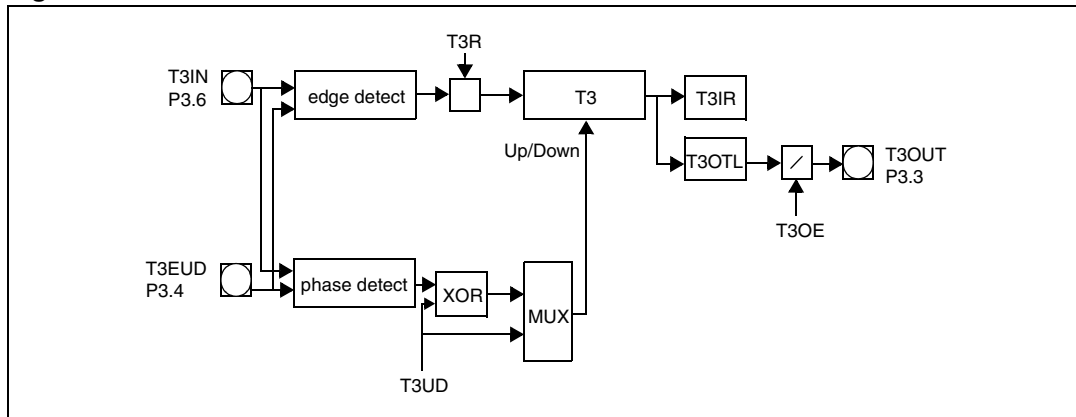 T3R
T3IN
P3.6
edge detect
T3
T3IR
Up/Down
T3OTL
T3OUT
P3.3
T3OE
T3EUD
P3.4
phase detect
XOR
MUX
T3UD